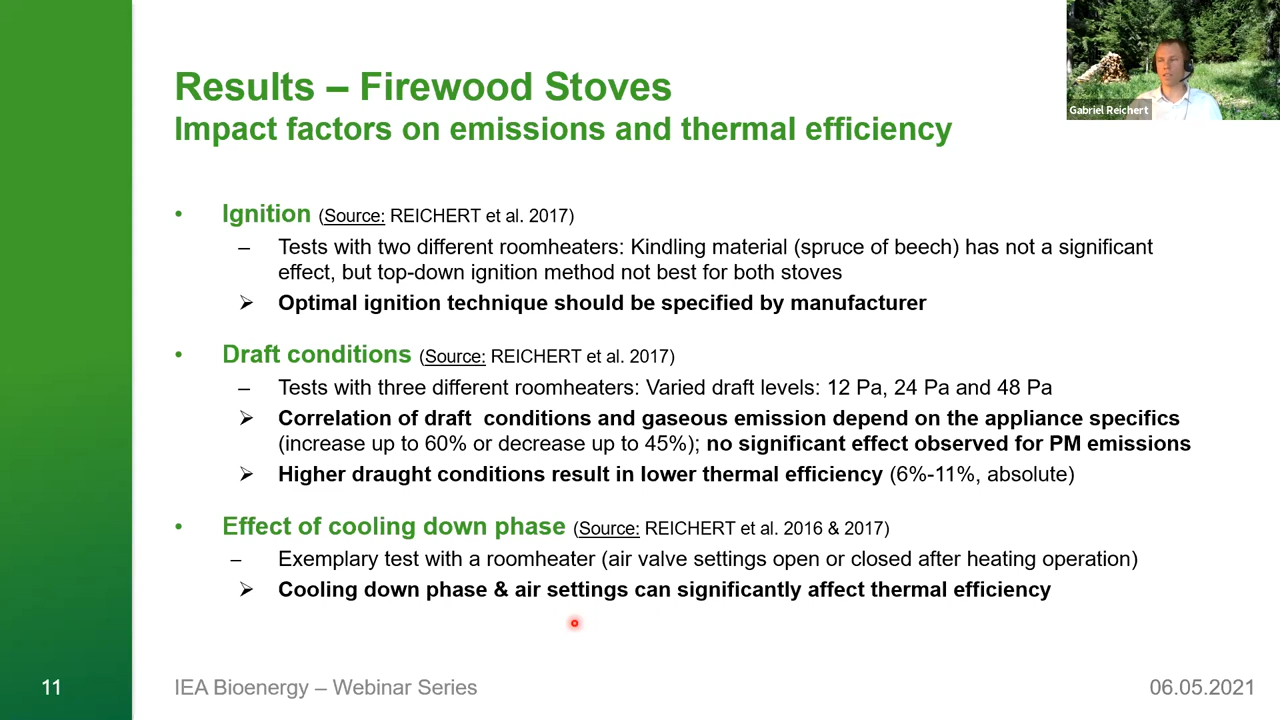 Results – Firewood Stoves
Impact factors on emissions and thermal efficiency
Gabriel Reichert
• Ignition (Source: REICHERT et al. 2017)
– Tests with two different roomheaters: Kindling material (spruce of beech) has not a significant
effect, but top-down ignition method not best for both stoves
➢ Optimal ignition technique should be specified by manufacturer
• Draft conditions (Source: REICHERT et al. 2017)
– Tests with three different roomheaters: Varied draft levels: 12 Pa, 24 Pa and 48 Pa
➢ Correlation of draft conditions and gaseous emission depend on the appliance specifics
(increase up to 60% or decrease up to 45%); no significant effect observed for PM emissions
➢ Higher draught conditions result in lower thermal efficiency (6%-11%, absolute)
• Effect of cooling down phase (Source: REICHERT et al. 2016 & 2017)
– Exemplary test with a roomheater (air valve settings open or closed after heating operation)
➢ Cooling down phase & air settings can significantly affect thermal efficiency
11
IEA Bioenergy – Webinar Series
06.05.2021